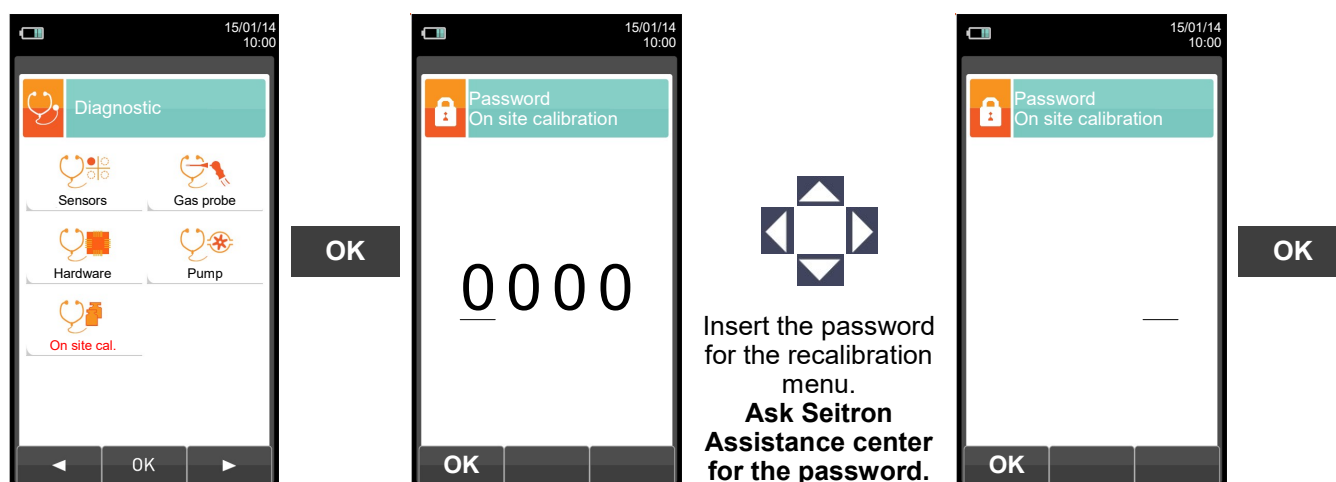 15/01/14
10:00
Diagnostic
Sensors
Gas probe
Hardware
Pump
On site cal.
OK
OK
15/01/14
10:00
Password
On site calibration
0000
OK
Insert the password
for the recalibration
menu.
Ask Seitron
Assistance center
for the password.
15/01/14
10:00
Password
On site calibration
OK
OK